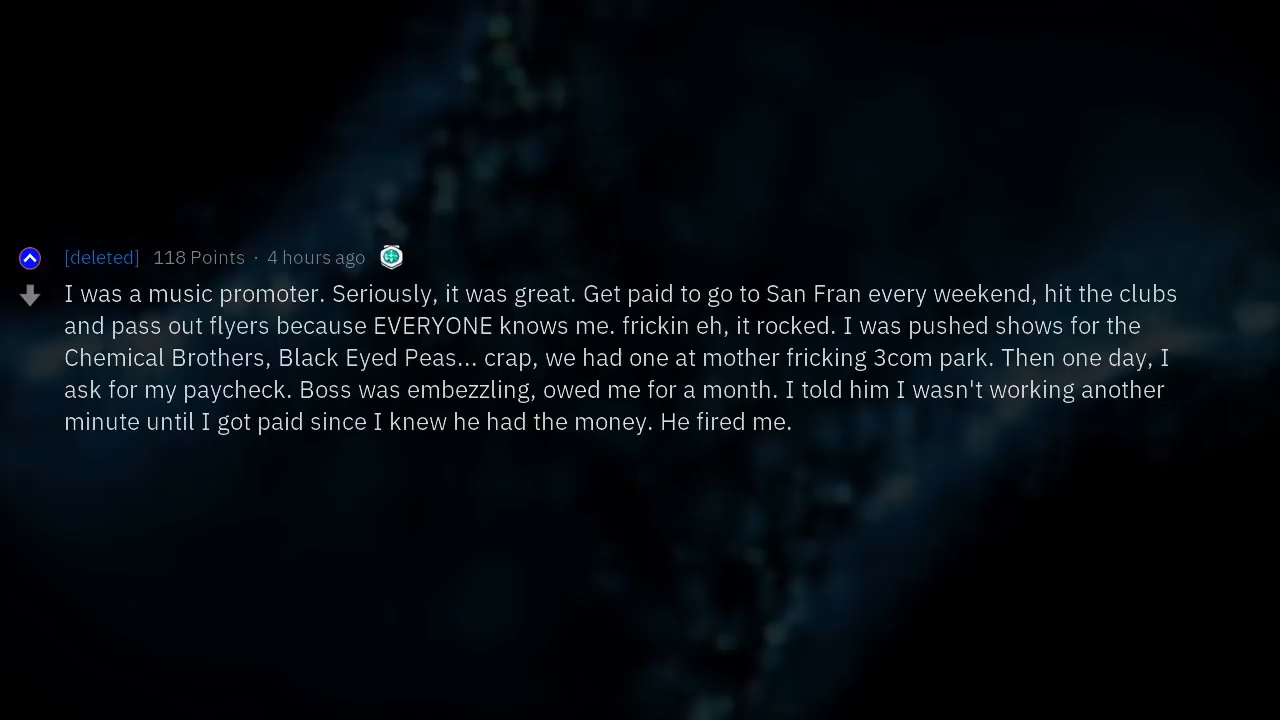 [deleted] 118 Points · 4 hours ago
I was a music promoter. Seriously, it was great. Get paid to go to San Fran every weekend, hit the clubs
and pass out flyers because EVERYONE knows me. frickin eh, it rocked. I was pushed shows for the
Chemical Brothers, Black Eyed Peas... crap, we had one at mother fricking 3com park. Then one day, I
ask for my paycheck. Boss was embezzling, owed me for a month. I told him I wasn't working another
minute until I got paid since I knew he had the money. He fired me.